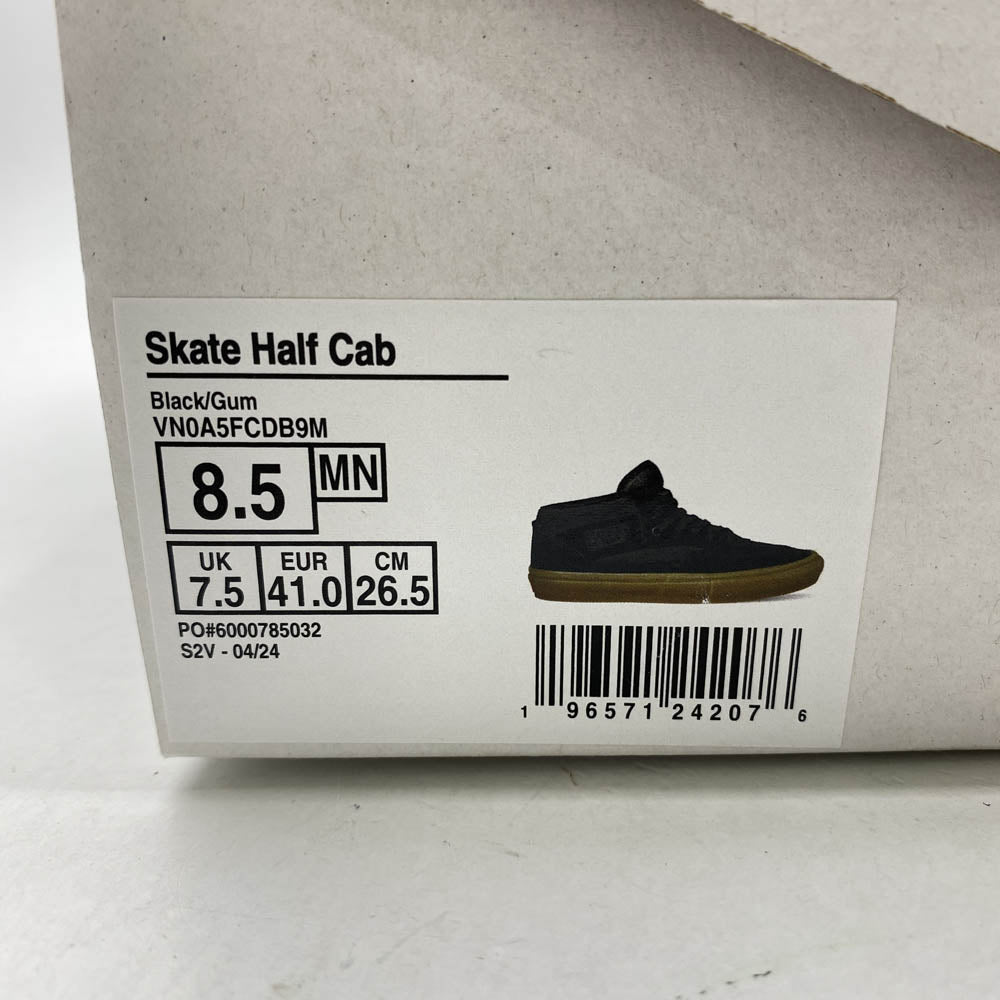 Skate Half Cab
Black/Gum
VN0A5FCDB9M
8.5 MN
UK EUR CM
7.5 41.0 26.5
PO#6000785032
S2V - 04/24
1 96571 24207 6